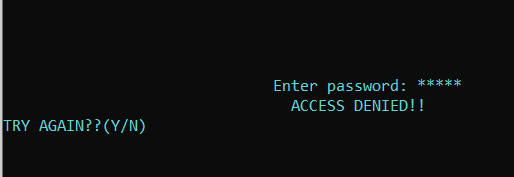 Enter password: *****
ACCESS DENIED!!
TRY AGAIN??(Y/N)